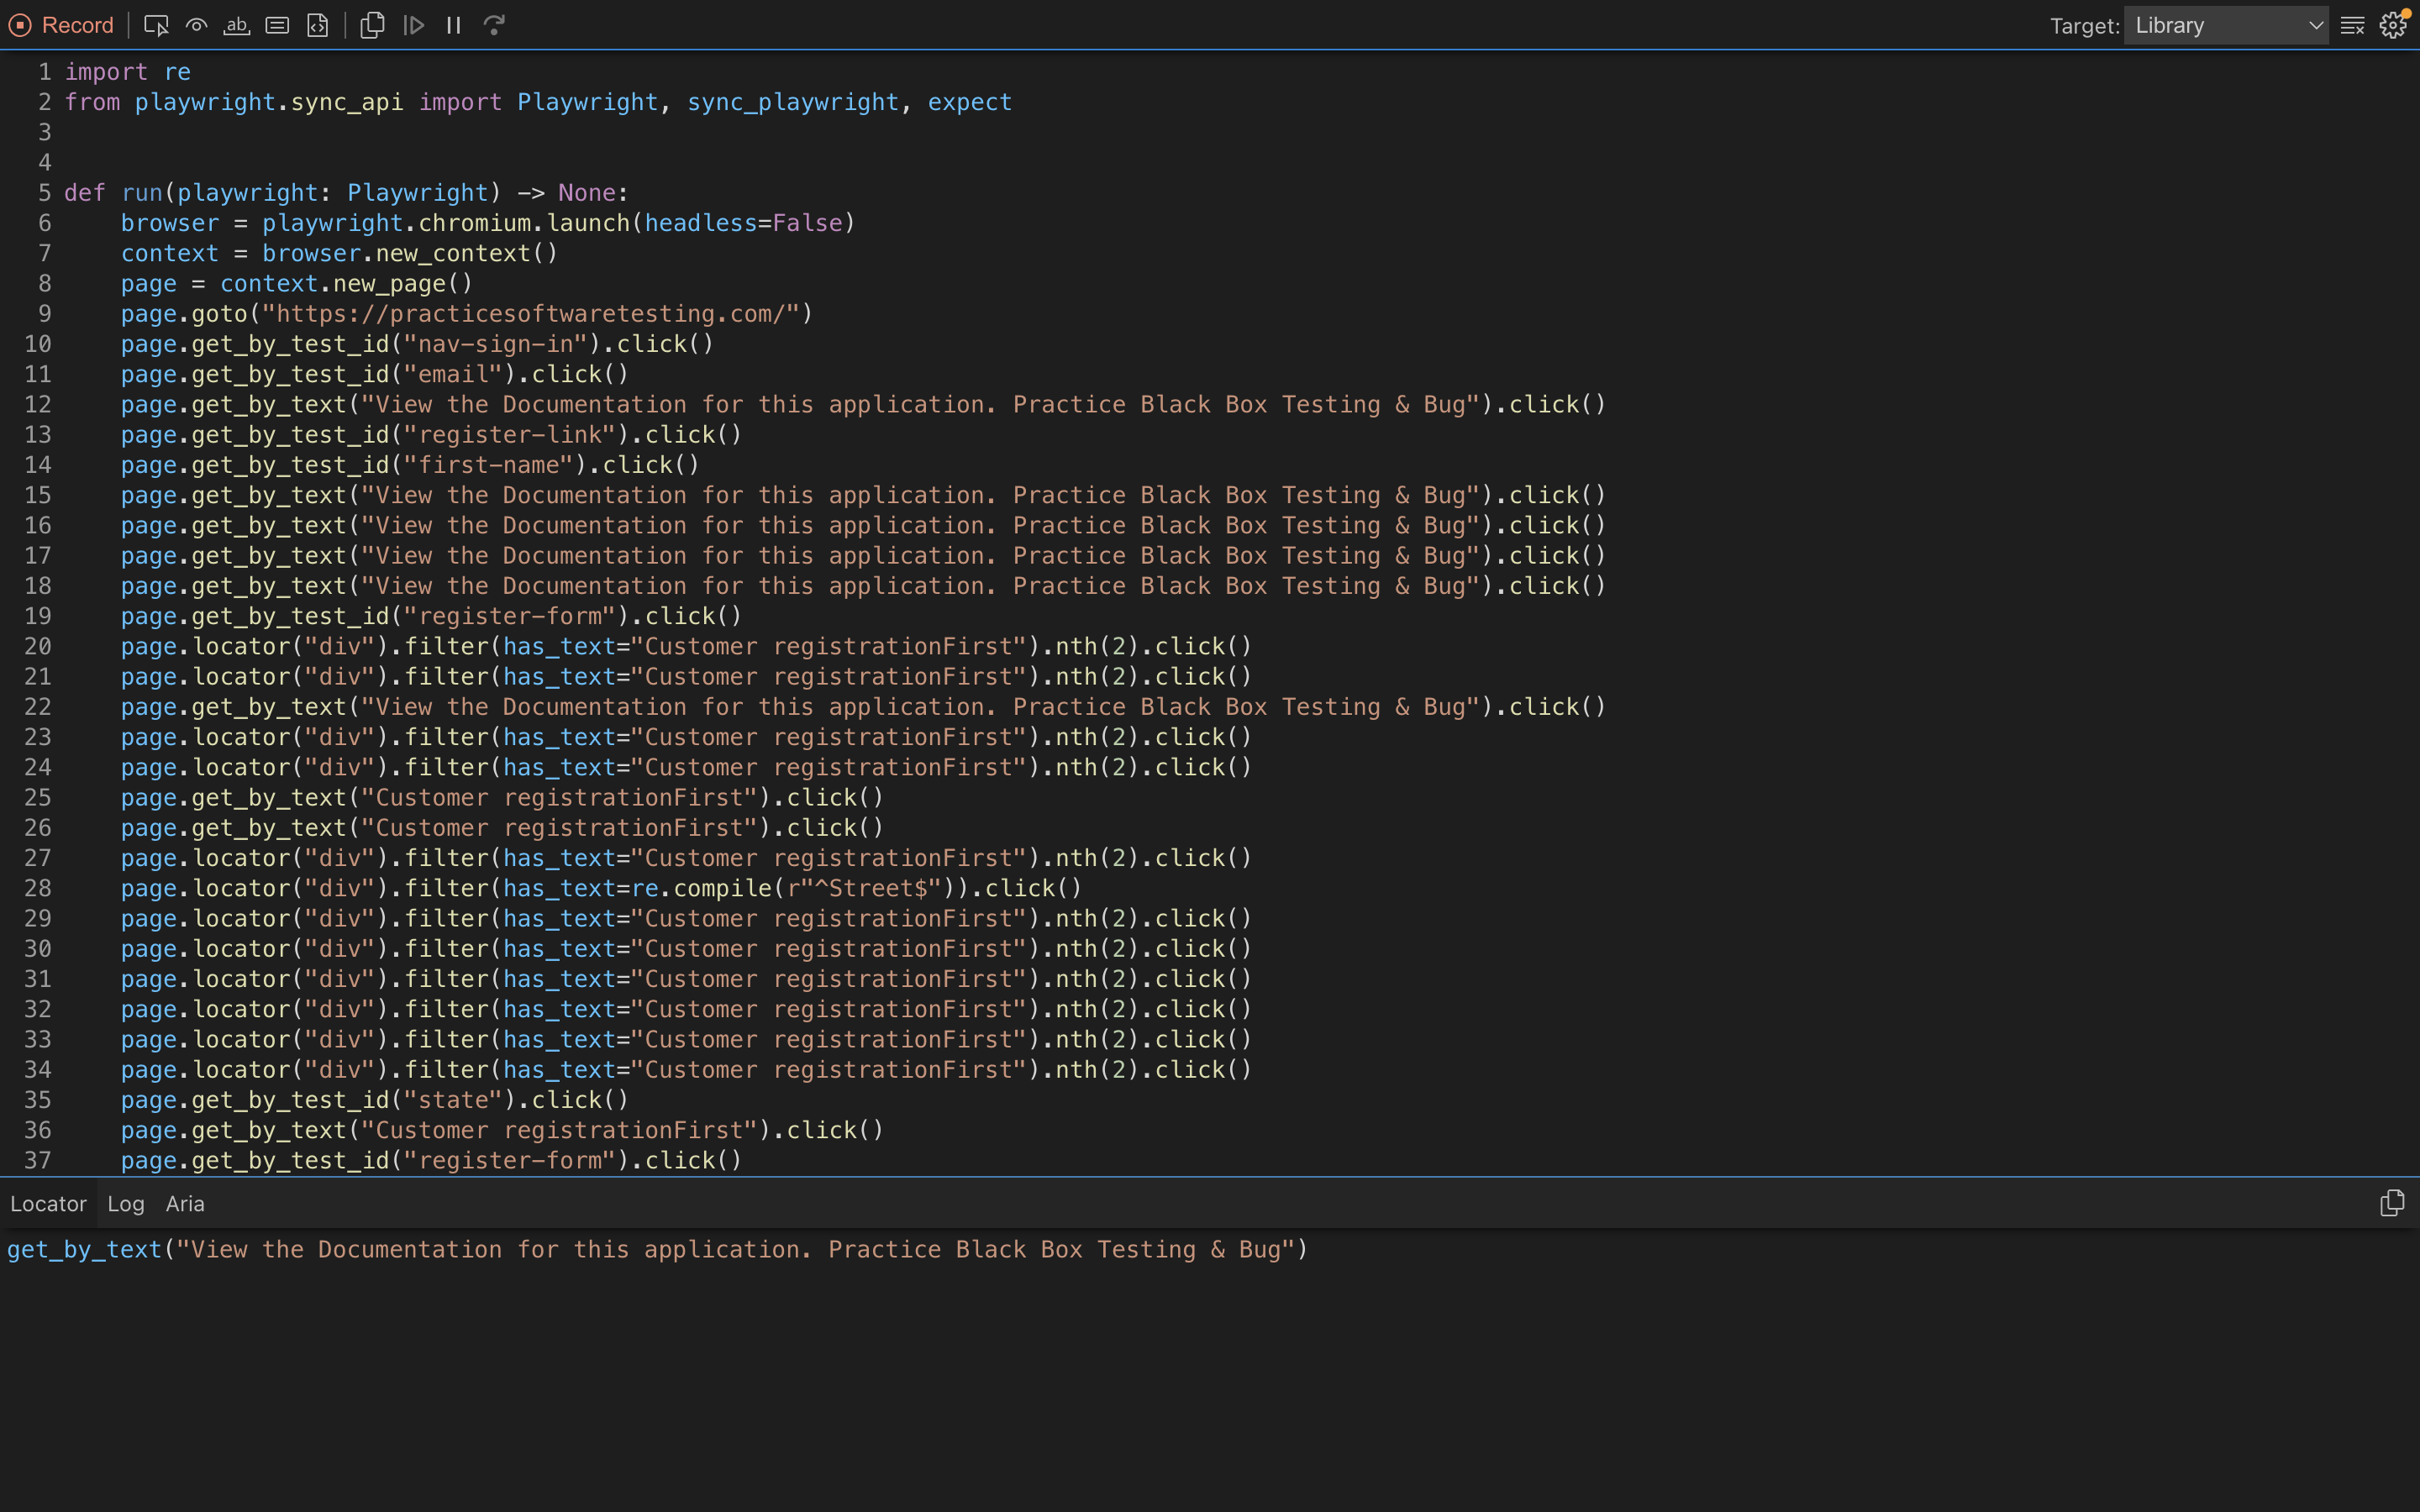 Record Target: Library
1 import re
2 from playwright.sync_api import Playwright, sync_playwright, expect
3
4
5 def run(playwright: Playwright) -> None:
6     browser = playwright.chromium.launch(headless=False)
7     context = browser.new_context()
8     page = context.new_page()
9     page.goto("https://practicesoftwaretesting.com/")
10     page.get_by_test_id("nav-sign-in").click()
11     page.get_by_test_id("email").click()
12     page.get_by_text("View the Documentation for this application. Practice Black Box Testing & Bug").click()
13     page.get_by_test_id("register-link").click()
14     page.get_by_test_id("first-name").click()
15     page.get_by_text("View the Documentation for this application. Practice Black Box Testing & Bug").click()
16     page.get_by_text("View the Documentation for this application. Practice Black Box Testing & Bug").click()
17     page.get_by_text("View the Documentation for this application. Practice Black Box Testing & Bug").click()
18     page.get_by_text("View the Documentation for this application. Practice Black Box Testing & Bug").click()
19     page.get_by_test_id("register-form").click()
20     page.locator("div").filter(has_text="Customer registrationFirst").nth(2).click()
21     page.locator("div").filter(has_text="Customer registrationFirst").nth(2).click()
22     page.get_by_text("View the Documentation for this application. Practice Black Box Testing & Bug").click()
23     page.locator("div").filter(has_text="Customer registrationFirst").nth(2).click()
24     page.locator("div").filter(has_text="Customer registrationFirst").nth(2).click()
25     page.get_by_text("Customer registrationFirst").click()
26     page.get_by_text("Customer registrationFirst").click()
27     page.locator("div").filter(has_text="Customer registrationFirst").nth(2).click()
28     page.locator("div").filter(has_text=re.compile(r"^Street$")).click()
29     page.locator("div").filter(has_text="Customer registrationFirst").nth(2).click()
30     page.locator("div").filter(has_text="Customer registrationFirst").nth(2).click()
31     page.locator("div").filter(has_text="Customer registrationFirst").nth(2).click()
32     page.locator("div").filter(has_text="Customer registrationFirst").nth(2).click()
33     page.locator("div").filter(has_text="Customer registrationFirst").nth(2).click()
34     page.locator("div").filter(has_text="Customer registrationFirst").nth(2).click()
35     page.get_by_test_id("state").click()
36     page.get_by_text("Customer registrationFirst").click()
37     page.get_by_test_id("register-form").click()
Locator Log Aria
get_by_text("View the Documentation for this application. Practice Black Box Testing & Bug")